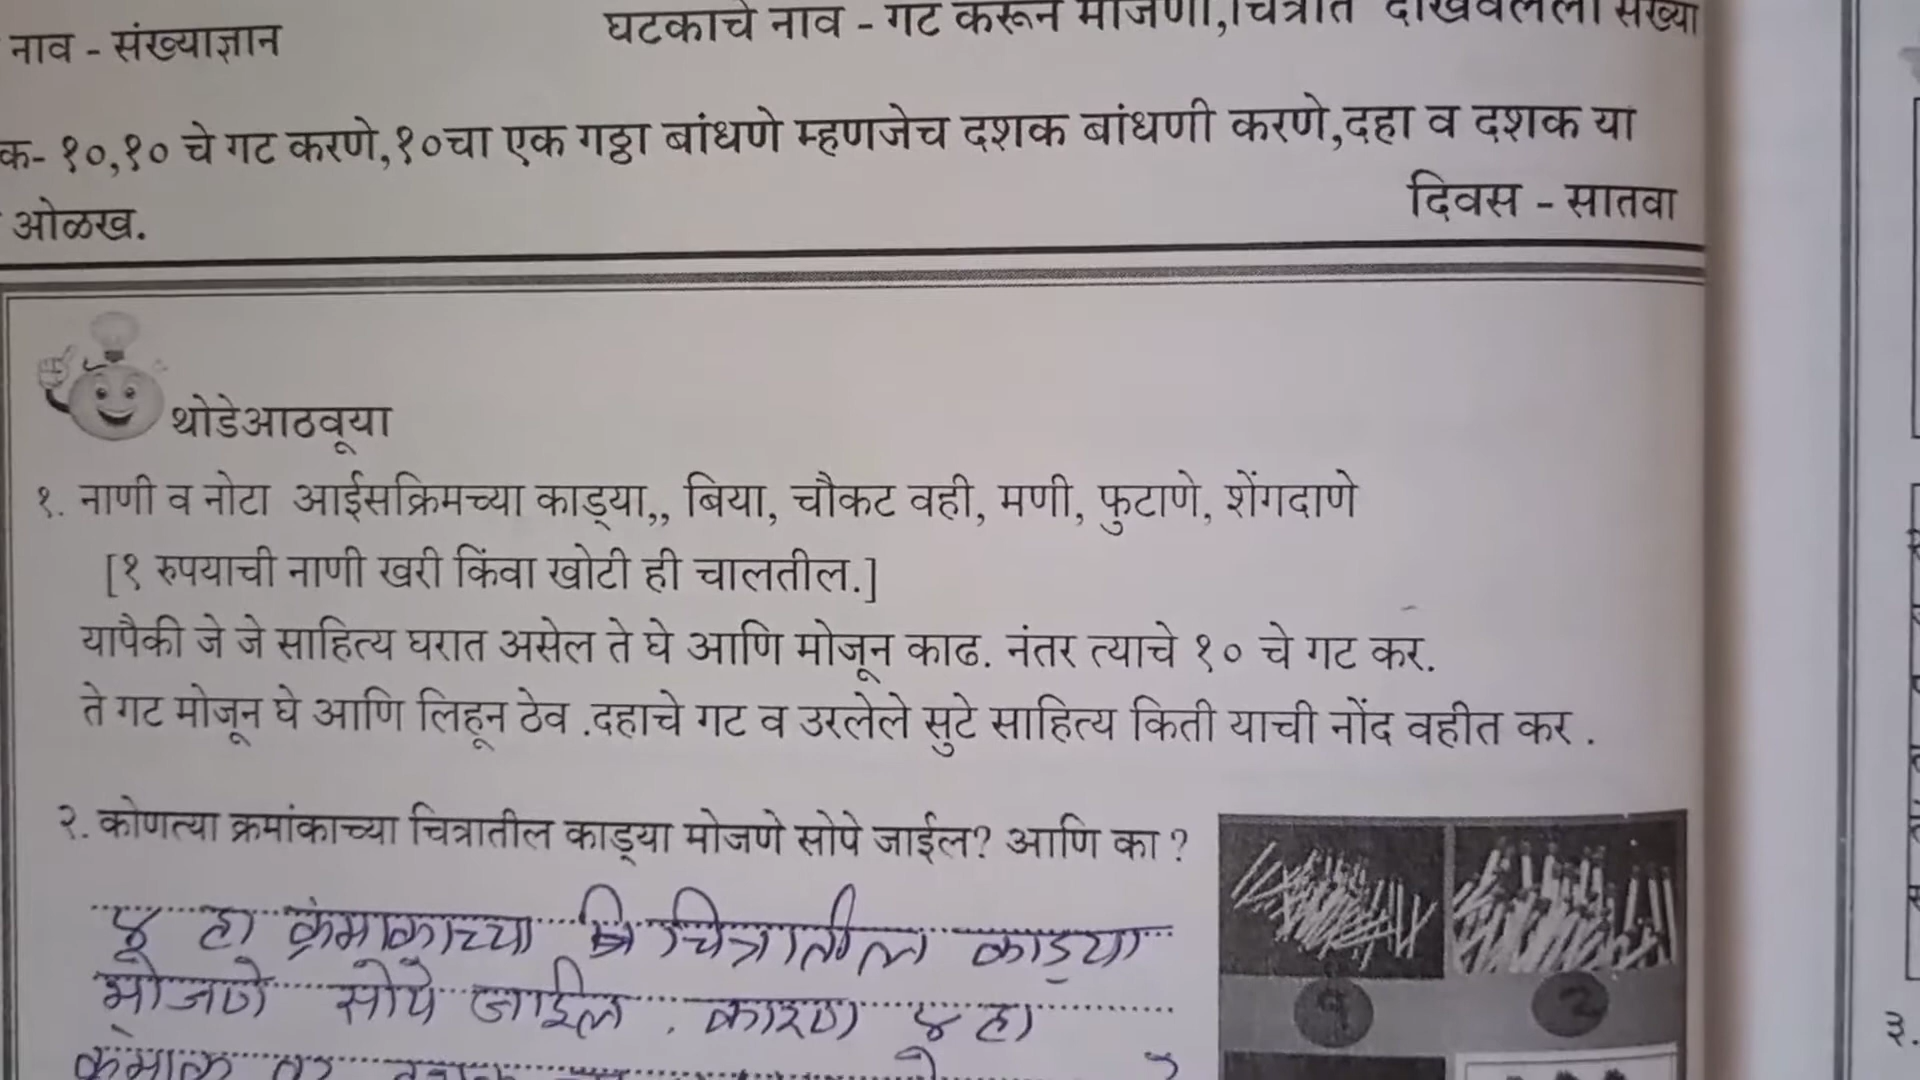 नाव - संख्याज्ञान
घटकाचे नाव - गट करून मोजणी,चित्रात दाखवलेली संख्या
क- १०,१० चे गट करणे,१०चा एक गठ्ठा बांधणे म्हणजेच दशक बांधणी करणे,दहा व दशक या
ओळख.
दिवस - सातवा
थोडेआठवूया
१. नाणी व नोटा आईसक्रिमच्या काड्या,, बिया, चौकट वही, मणी, फुटाणे, शेंगदाणे
[१ रुपयाची नाणी खरी किंवा खोटी ही चालतील.]
यापैकी जे जे साहित्य घरात असेल ते घे आणि मोजून काढ. नंतर त्याचे १० चे गट कर.
ते गट मोजून घे आणि लिहून ठेव .दहाचे गट व उरलेले सुटे साहित्य किती याची नोंद वहीत कर .
२. कोणत्या क्रमांकाच्या चित्रातील काड्या मोजणे सोपे जाईल? आणि का ?
४ हा क्रंमाकाच्या चित्रातील काड्या
मोजणे सोपे जाईल . कारण ४ हा
क्रंमाक
१
२
३.